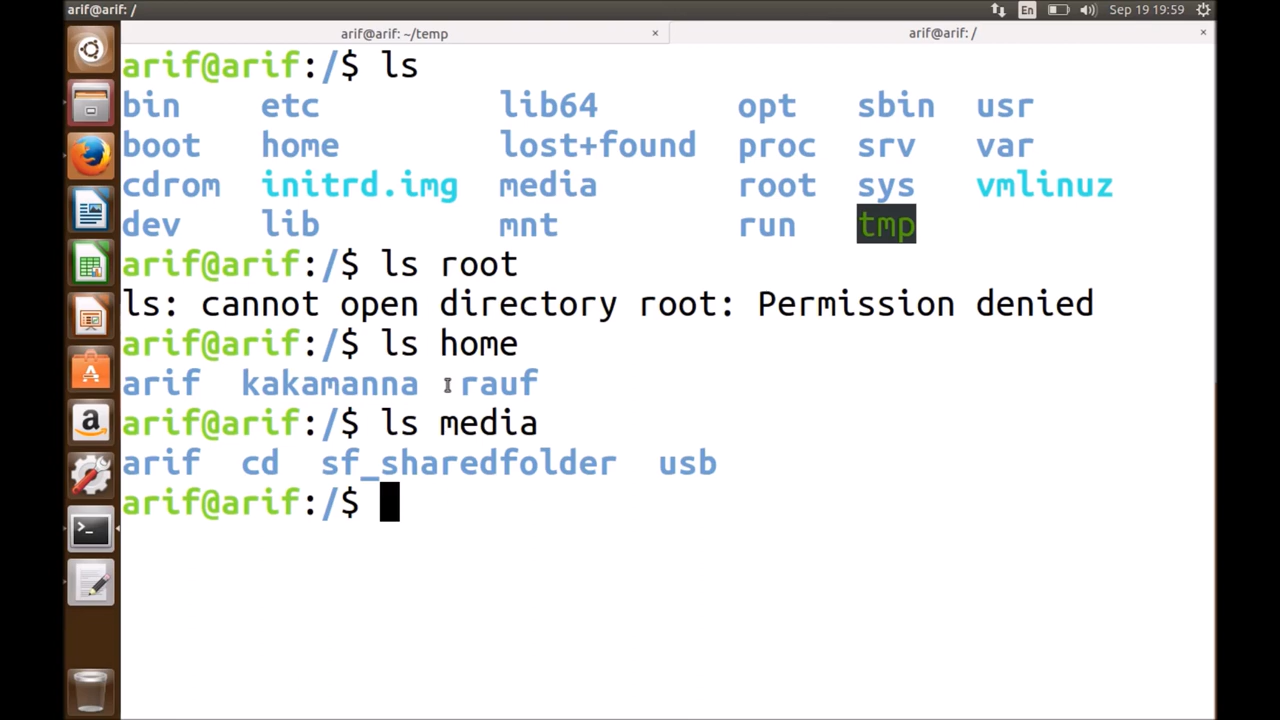 arif@arif: /
En
Sep 19 19:59
arif@arif: ~/temp ×
arif@arif: / ×
arif@arif:/$ ls
bin etc lib64 opt sbin usr
boot home lost+found proc srv var
cdrom initrd.img media root sys vmlinuz
dev lib mnt run tmp
arif@arif:/$ ls root
ls: cannot open directory root: Permission denied
arif@arif:/$ ls home
arif kakamanna rauf
arif@arif:/$ ls media
arif cd sf_sharedfolder usb
arif@arif:/$